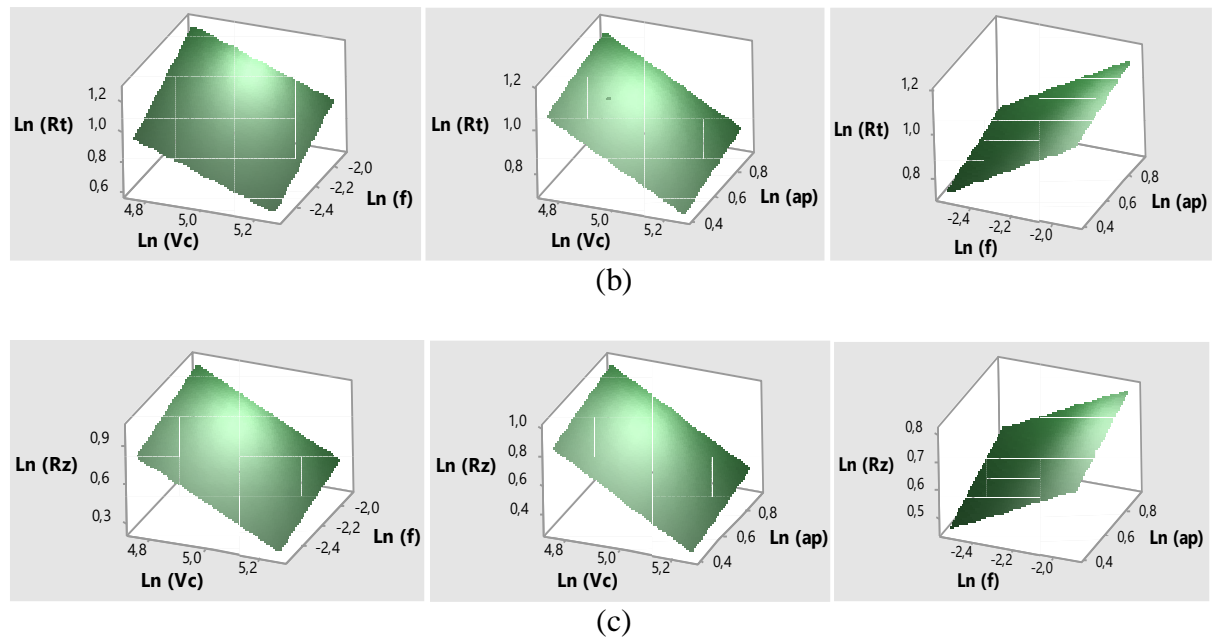 Ln (Rt)
1,2
1,0
0,8
0,6
4,8
5,0
5,2
Ln (Vc)
-2,4
-2,2
-2,0
Ln (f)
Ln (Rt)
1,2
1,0
0,8
4,8
5,0
5,2
Ln (Vc)
0,4
0,6
0,8
Ln (ap)
Ln (Rt)
1,2
1,0
0,8
-2,4
-2,2
-2,0
Ln (f)
0,4
0,6
0,8
Ln (ap)
(b)
Ln (Rz)
0,9
0,6
0,3
4,8
5,0
5,2
Ln (Vc)
-2,4
-2,2
-2,0
Ln (f)
Ln (Rz)
1,0
0,8
0,6
0,4
4,8
5,0
5,2
Ln (Vc)
0,4
0,6
0,8
Ln (ap)
Ln (Rz)
0,8
0,7
0,6
0,5
-2,4
-2,2
-2,0
Ln (f)
0,4
0,6
0,8
Ln (ap)
(c)